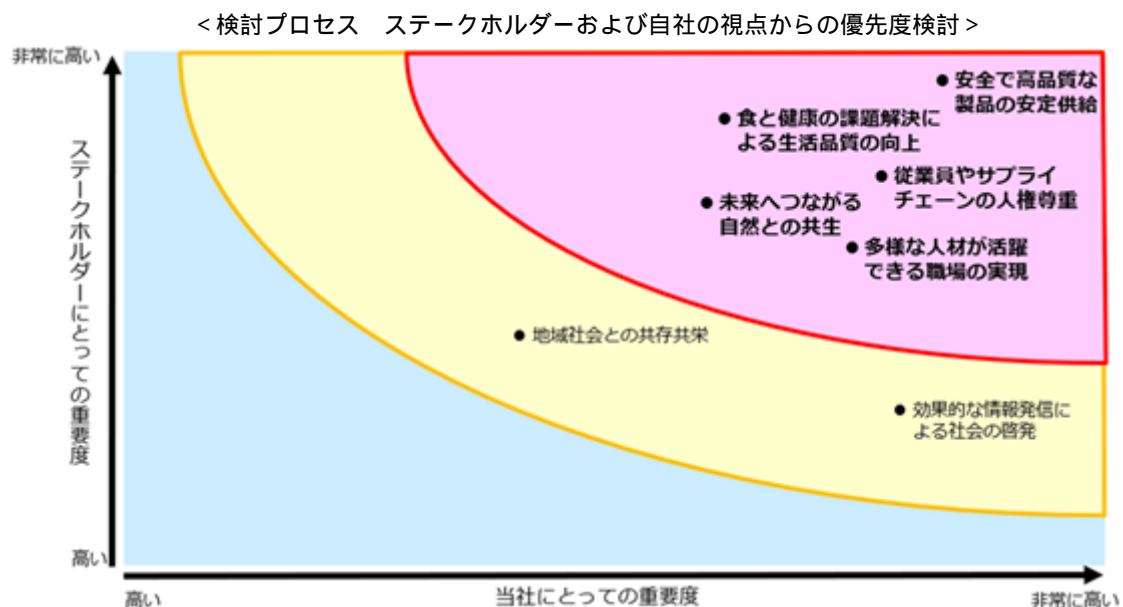 <検討プロセス　ステークホルダーおよび自社の視点からの優先度検討>
非常に高い
ステークホルダーにとっての重要度
高い
● 安全で高品質な
製品の安定供給
● 食と健康の課題解決に
よる生活品質の向上
● 従業員やサプライ
チェーンの人権尊重
● 未来へつながる
自然との共生
● 多様な人材が活躍
できる職場の実現
● 地域社会との共存共栄
● 効果的な情報発信に
よる社会の啓発
高い
当社にとっての重要度
非常に高い